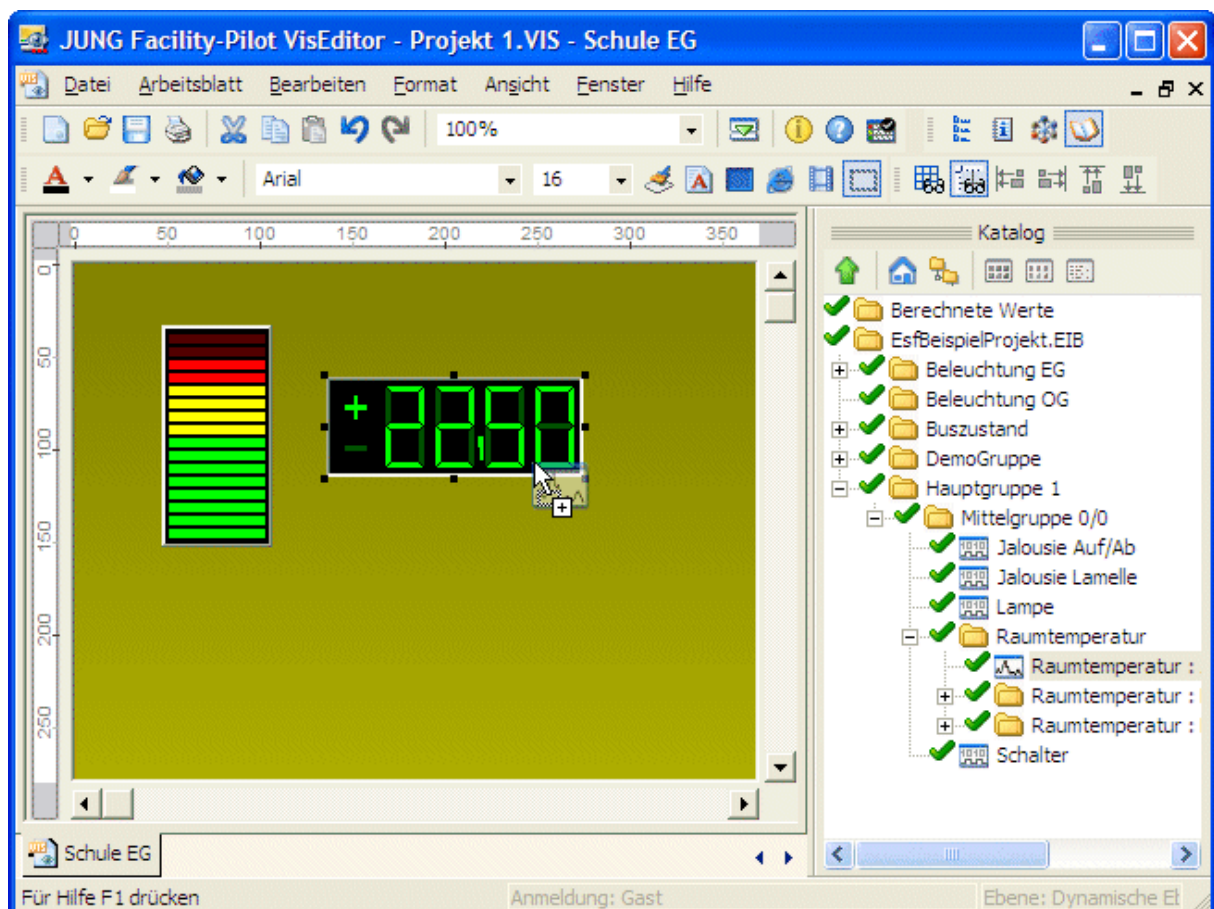 JUNG Facility-Pilot VisEditor - Projekt 1.VIS - Schule EG
Datei Arbeitsblatt Bearbeiten Format Ansicht Fenster Hilfe
100%
Arial 16
0 50 100 150 200 250 300 350
0
50
100
150
200
250
+ 22,50
Schule EG
Katalog
Berechnete Werte
EsfBeispielProjekt.EIB
Beleuchtung EG
Beleuchtung OG
Buszustand
DemoGruppe
Hauptgruppe 1
Mittelgruppe 0/0
Jalousie Auf/Ab
Jalousie Lamelle
Lampe
Raumtemperatur
Raumtemperatur :
Raumtemperatur :
Raumtemperatur :
Schalter
Für Hilfe F1 drücken Anmeldung: Gast Ebene: Dynamische